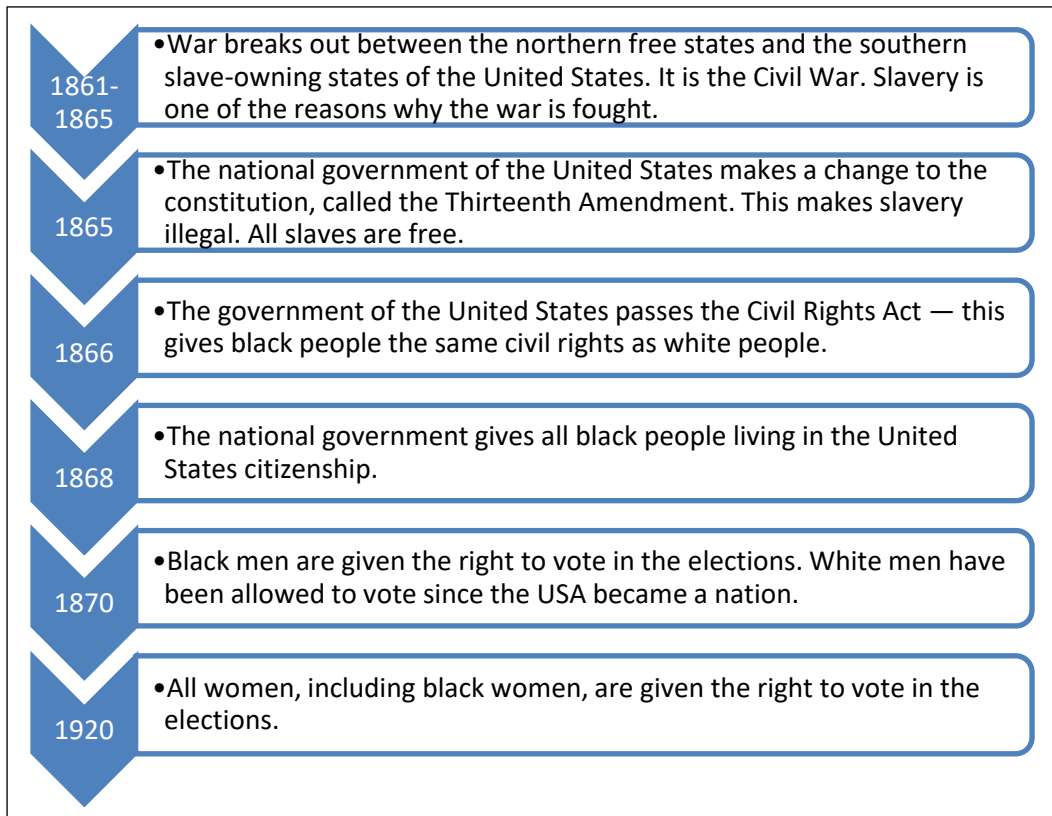 1861-
1865
•War breaks out between the northern free states and the southern
slave-owning states of the United States. It is the Civil War. Slavery is
one of the reasons why the war is fought.
1865
•The national government of the United States makes a change to the
constitution, called the Thirteenth Amendment. This makes slavery
illegal. All slaves are free.
1866
•The government of the United States passes the Civil Rights Act — this
gives black people the same civil rights as white people.
1868
•The national government gives all black people living in the United
States citizenship.
1870
•Black men are given the right to vote in the elections. White men have
been allowed to vote since the USA became a nation.
1920
•All women, including black women, are given the right to vote in the
elections.